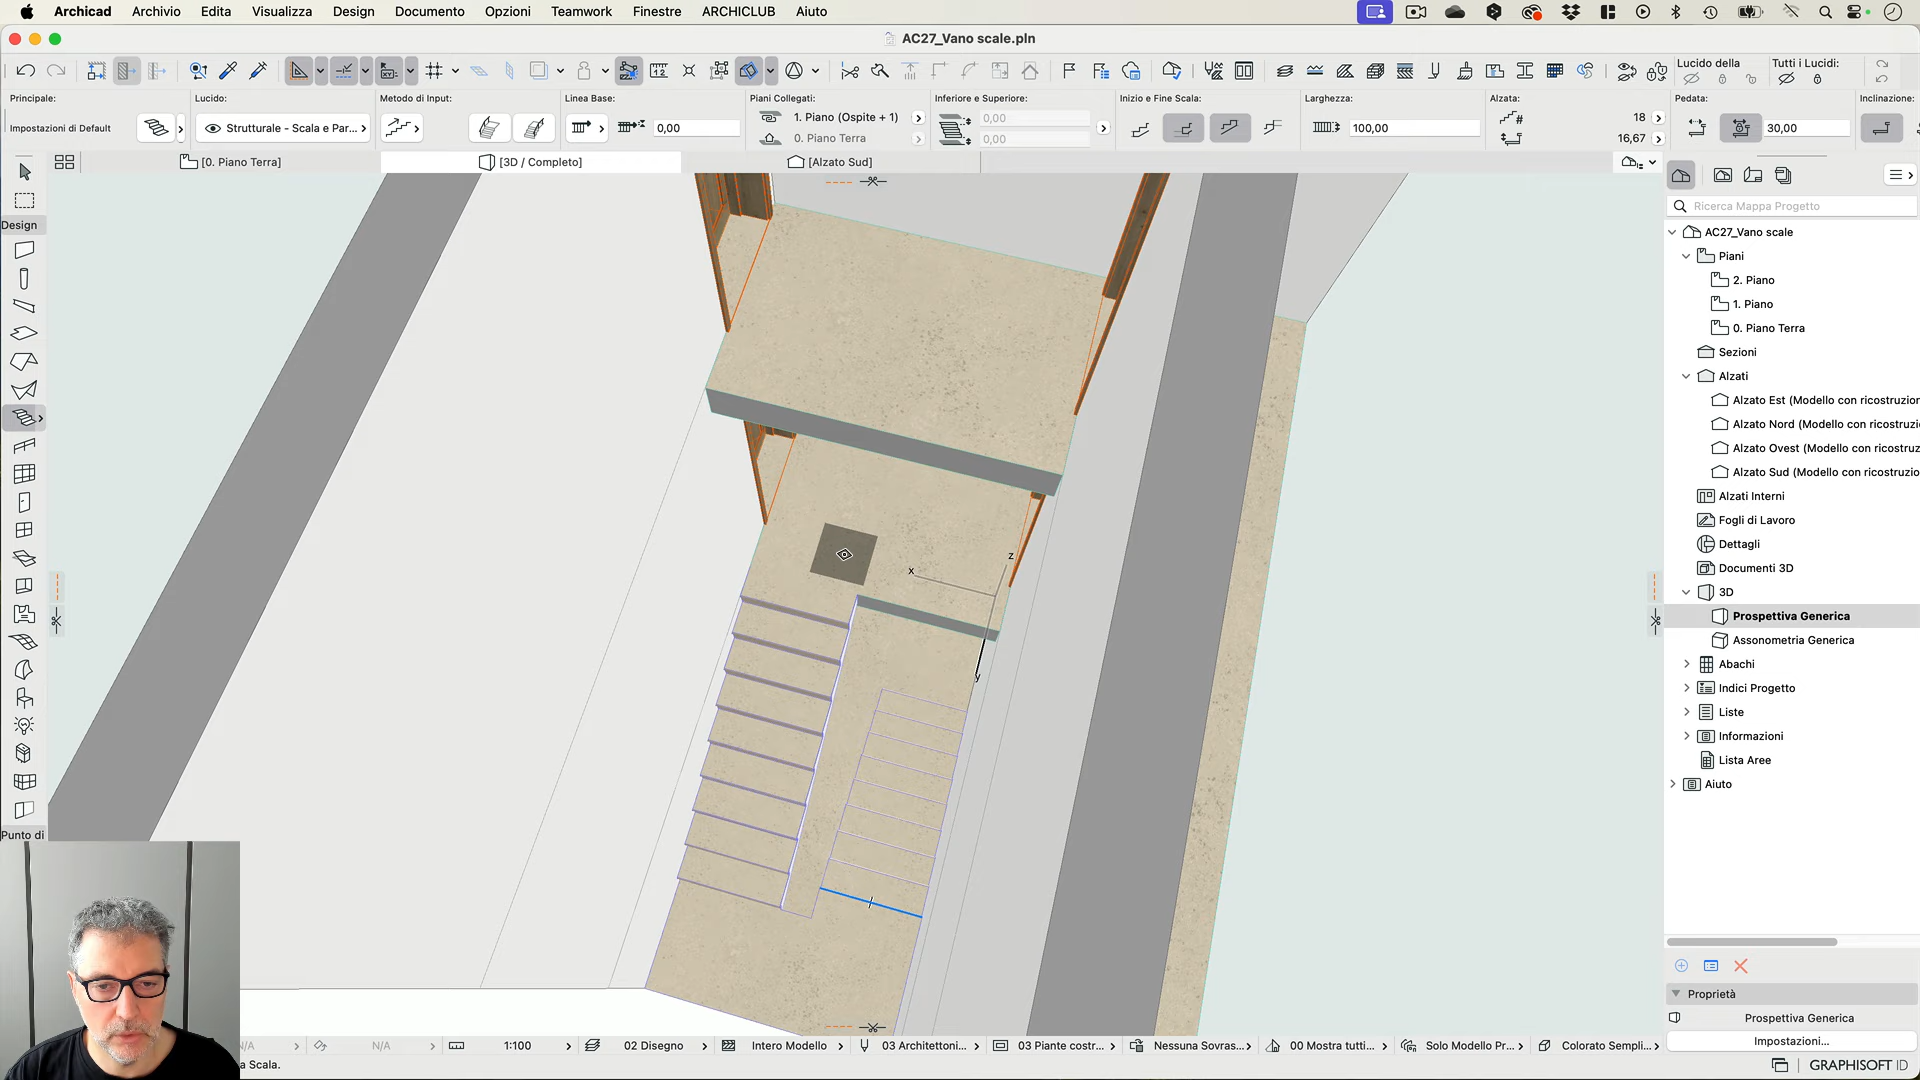 Archicad Archivio Edita Visualizza Design Documento Opzioni Teamwork Finestre ARCHICLUB Aiuto
AC27_Vano scale.pln
Lucido della
Tutti i Lucidi:
Principale:
Lucido:
Metodo di Input:
Linea Base:
Piani Collegati:
Inferiore e Superiore:
Inizio e Fine Scala:
Larghezza:
Alzata:
Pedata:
Inclinazione:
Impostazioni di Default
Strutturale - Scala e Par...
0,00
1. Piano (Ospite + 1)
0. Piano Terra
0,00
0,00
100,00
18
16,67
30,00
[0. Piano Terra]
[3D / Completo]
[Alzato Sud]
Design
Punto di
x
z
y
Ricerca Mappa Progetto
AC27_Vano scale
Piani
2. Piano
1. Piano
0. Piano Terra
Sezioni
Alzati
Alzato Est (Modello con ricostruzion
Alzato Nord (Modello con ricostruzi
Alzato Ovest (Modello con ricostruz
Alzato Sud (Modello con ricostruzio
Alzati Interni
Fogli di Lavoro
Dettagli
Documenti 3D
3D
Prospettiva Generica
Assonometria Generica
Abachi
Indici Progetto
Liste
Informazioni
Lista Aree
Aiuto
Proprietà
Prospettiva Generica
Impostazioni...
N/A
N/A
1:100
02 Disegno
Intero Modello
03 Architettoni...
03 Piante costr...
Nessuna Sovras...
00 Mostra tutti...
Solo Modello Pr...
Colorato Sempli...
a Scala.
GRAPHISOFT ID